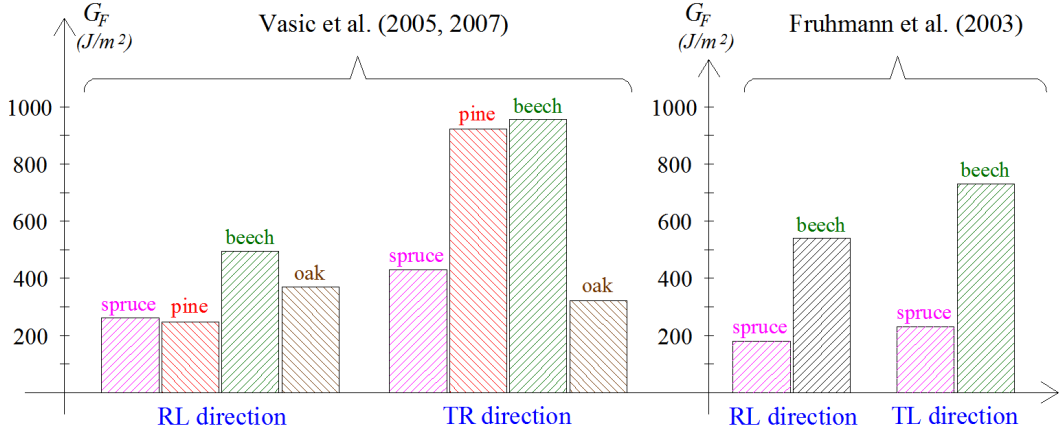 G_F
(J/m²)
Vasic et al. (2005, 2007)
1000
800
600
400
200
spruce
pine
beech
oak
spruce
pine
beech
oak
RL direction
TR direction
G_F
(J/m²)
Fruhmann et al. (2003)
1000
800
600
400
200
spruce
beech
spruce
beech
RL direction
TL direction